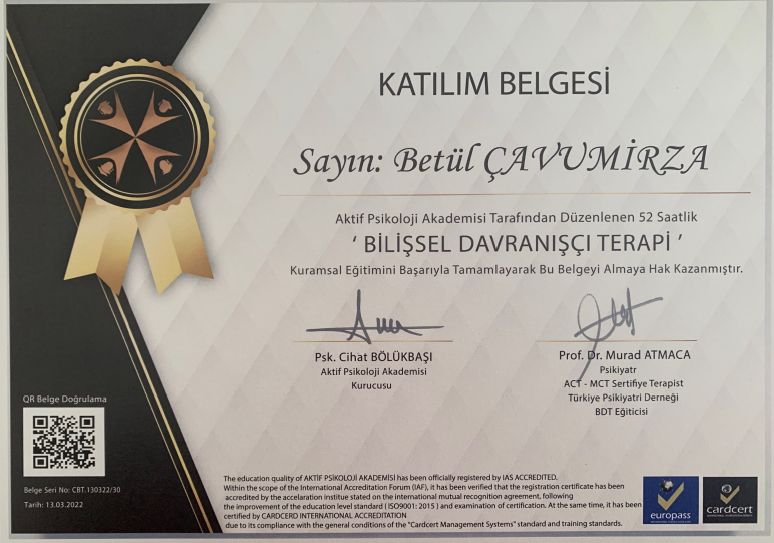 KATILIM BELGESİ
Sayın: Betül ÇAVUMİRZA
Aktif Psikoloji Akademisi Tarafından Düzenlenen 52 Saatlik
‘ BİLİŞSEL DAVRANIŞÇI TERAPİ ’
Kuramsal Eğitimini Başarıyla Tamamlayarak Bu Belgeyi Almaya Hak Kazanmıştır.
Psk. Cihat BÖLÜKBAŞI
Aktif Psikoloji Akademisi
Kurucusu
Prof. Dr. Murad ATMACA
Psikiyatr
ACT - MCT Sertifiye Terapist
Türkiye Psikiyatri Derneği
BDT Eğiticisi
QR Belge Doğrulama
Belge Seri No: CBT.130322/30
Tarih: 13.03.2022
The education quality of AKTİF PSİKOLOJİ AKADEMİSİ has been officially registered by IAS ACCREDITED.
Within the scope of the International Accreditation Forum (IAF), it has been verified that the registration certificate has been
accredited by the accelaration institue stated on the international mutual recognition agreement, following
the improvement of the education level standard ( ISO9001: 2015 ) and examination of certification. At the same time, it has been
certified by CARDCERD INTERNATIONAL ACCREDITATION
due to its compliance with the general conditions of the "Cardcert Management Systems" standard and training standards.
europass
cardcert